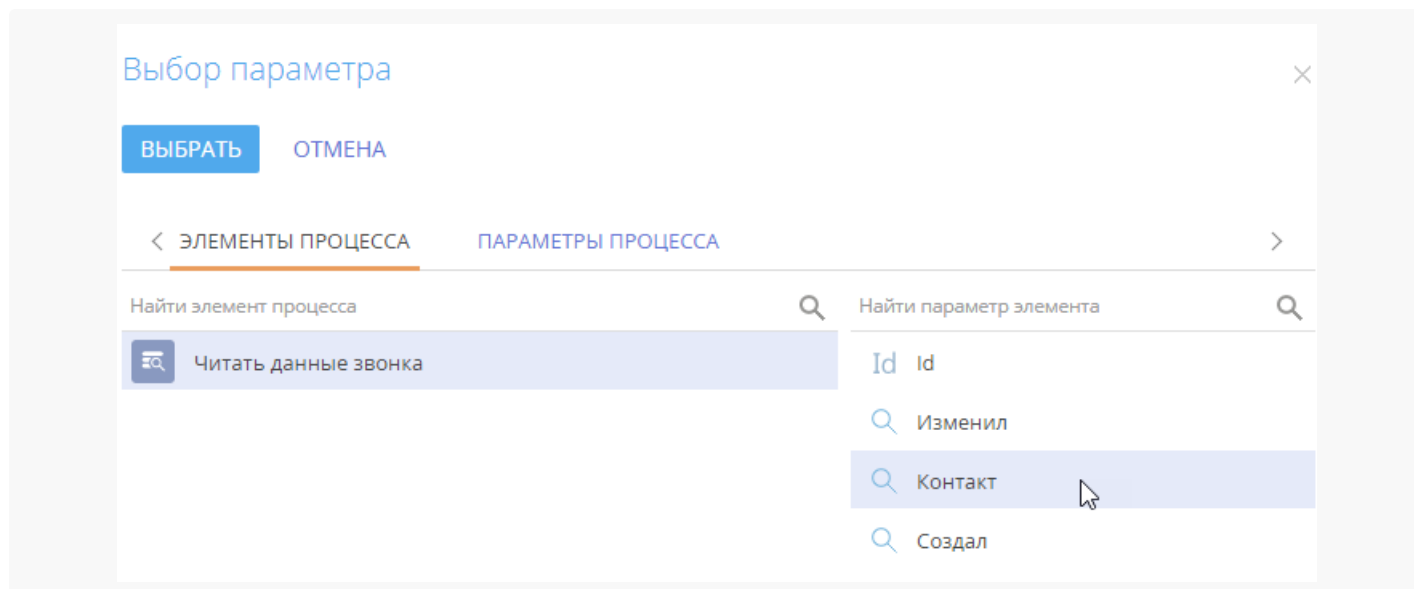 Выбор параметра
ВЫБРАТЬ ОТМЕНА
ЭЛЕМЕНТЫ ПРОЦЕССА ПАРАМЕТРЫ ПРОЦЕССА
Найти элемент процесса Найти параметр элемента
Читать данные звонка Id Id
Изменил
Контакт
Создал